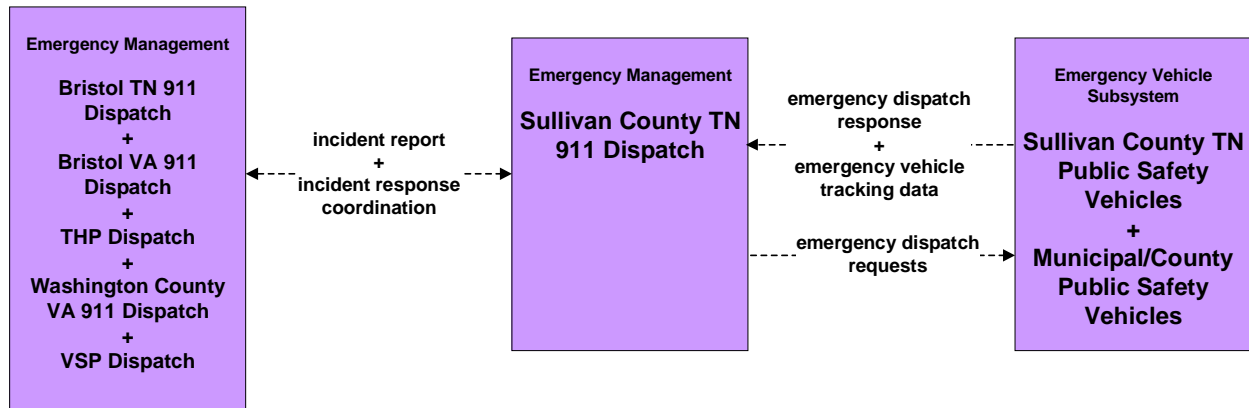 Emergency Management
Bristol TN 911
Dispatch
+
Bristol VA 911
Dispatch
+
THP Dispatch
+
Washington County
VA 911 Dispatch
+
VSP Dispatch
incident report
+
incident response
coordination
Emergency Management
Sullivan County TN
911 Dispatch
emergency dispatch
response
+
emergency vehicle
tracking data
emergency dispatch
requests
Emergency Vehicle
Subsystem
Sullivan County TN
Public Safety
Vehicles
+
Municipal/County
Public Safety
Vehicles